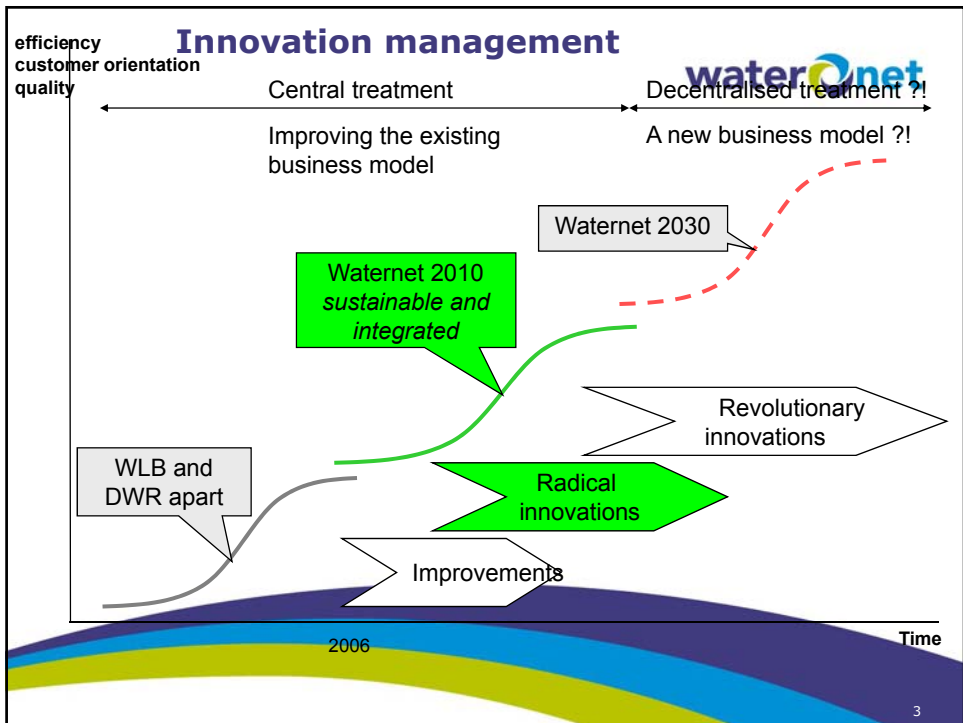 Innovation management
efficiency
customer orientation
quality
waternet
Central treatment
Decentralised treatment ?!
Improving the existing
business model
A new business model ?!
Waternet 2030
Waternet 2010
sustainable and
integrated
Revolutionary
innovations
WLB and
DWR apart
Radical
innovations
Improvements
2006
Time
3